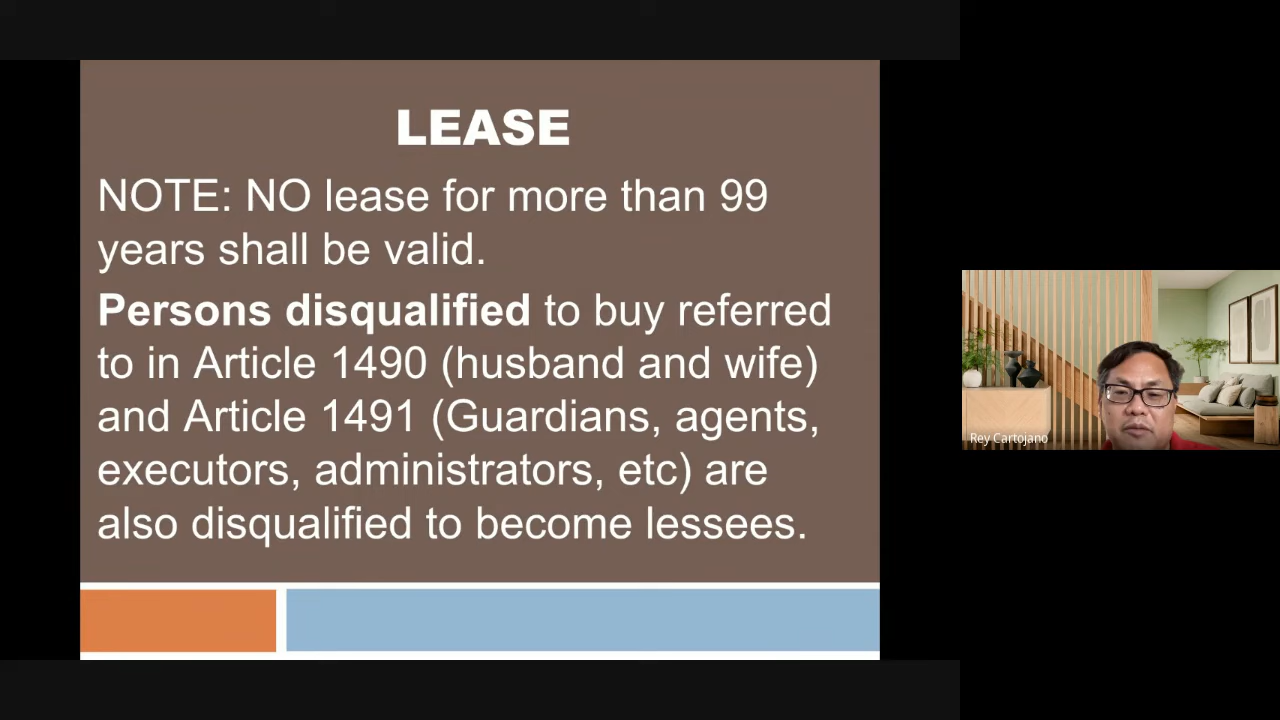 LEASE
NOTE: NO lease for more than 99
years shall be valid.
Persons disqualified to buy referred
to in Article 1490 (husband and wife)
and Article 1491 (Guardians, agents,
executors, administrators, etc) are
also disqualified to become lessees.
Rey Cartojano